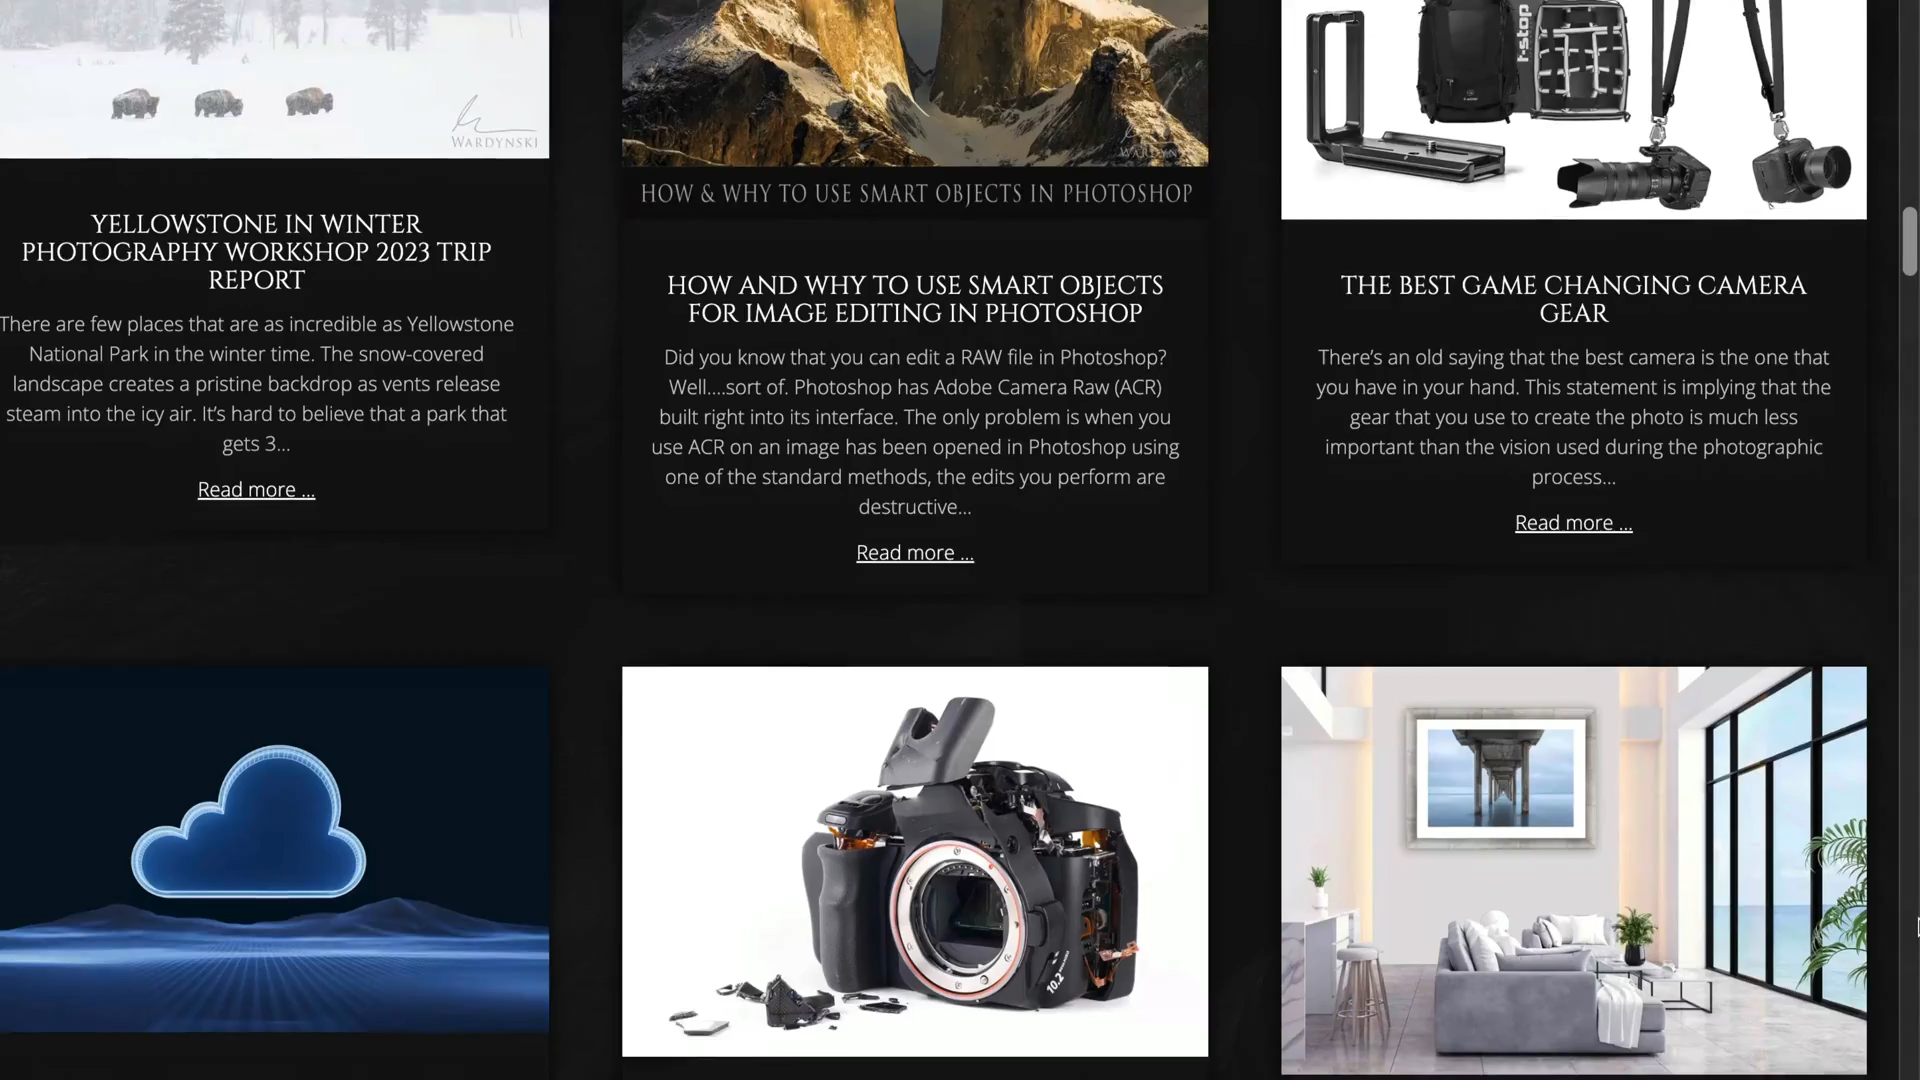 WARDYNSKI
YELLOWSTONE IN WINTER
PHOTOGRAPHY WORKSHOP 2023 TRIP
REPORT
There are few places that are as incredible as Yellowstone
National Park in the winter time. The snow-covered
landscape creates a pristine backdrop as vents release
steam into the icy air. It’s hard to believe that a park that
gets 3...
Read more ...
HOW & WHY TO USE SMART OBJECTS IN PHOTOSHOP
HOW AND WHY TO USE SMART OBJECTS
FOR IMAGE EDITING IN PHOTOSHOP
Did you know that you can edit a RAW file in Photoshop?
Well....sort of. Photoshop has Adobe Camera Raw (ACR)
built right into its interface. The only problem is when you
use ACR on an image has been opened in Photoshop using
one of the standard methods, the edits you perform are
destructive...
Read more ...
f-stop
THE BEST GAME CHANGING CAMERA
GEAR
There’s an old saying that the best camera is the one that
you have in your hand. This statement is implying that the
gear that you use to create the photo is much less
important than the vision used during the photographic
process...
Read more ...
10.2